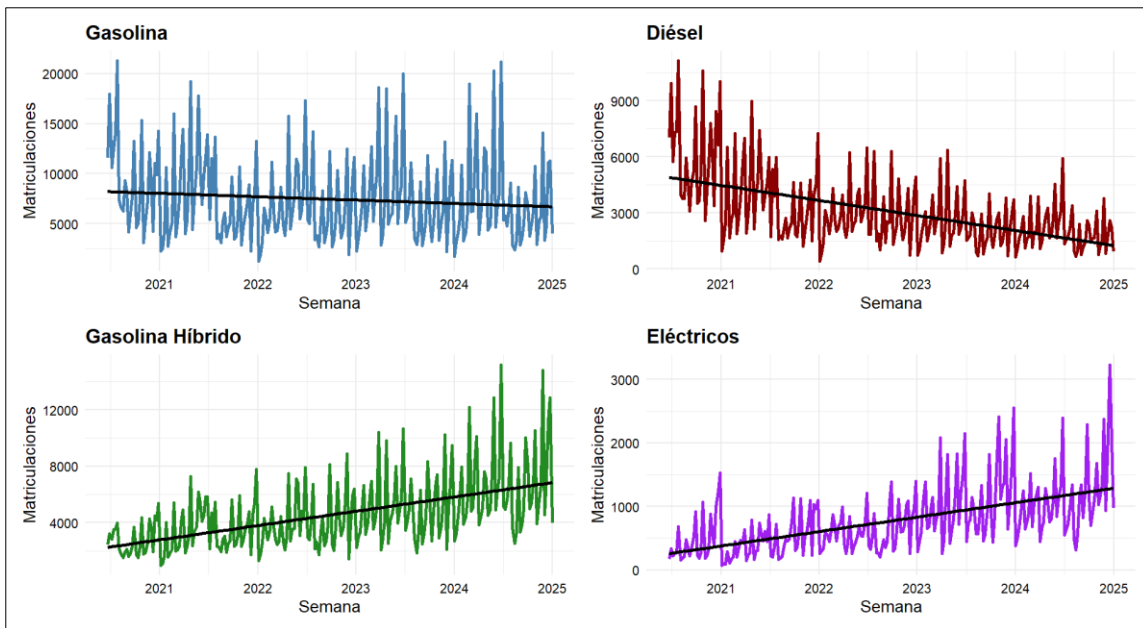 Gasolina
Matriculaciones
20000
15000
10000
5000
2021 2022 2023 2024 2025
Semana
Diésel
Matriculaciones
9000
6000
3000
0
2021 2022 2023 2024 2025
Semana
Gasolina Híbrido
Matriculaciones
12000
8000
4000
2021 2022 2023 2024 2025
Semana
Eléctricos
Matriculaciones
3000
2000
1000
0
2021 2022 2023 2024 2025
Semana